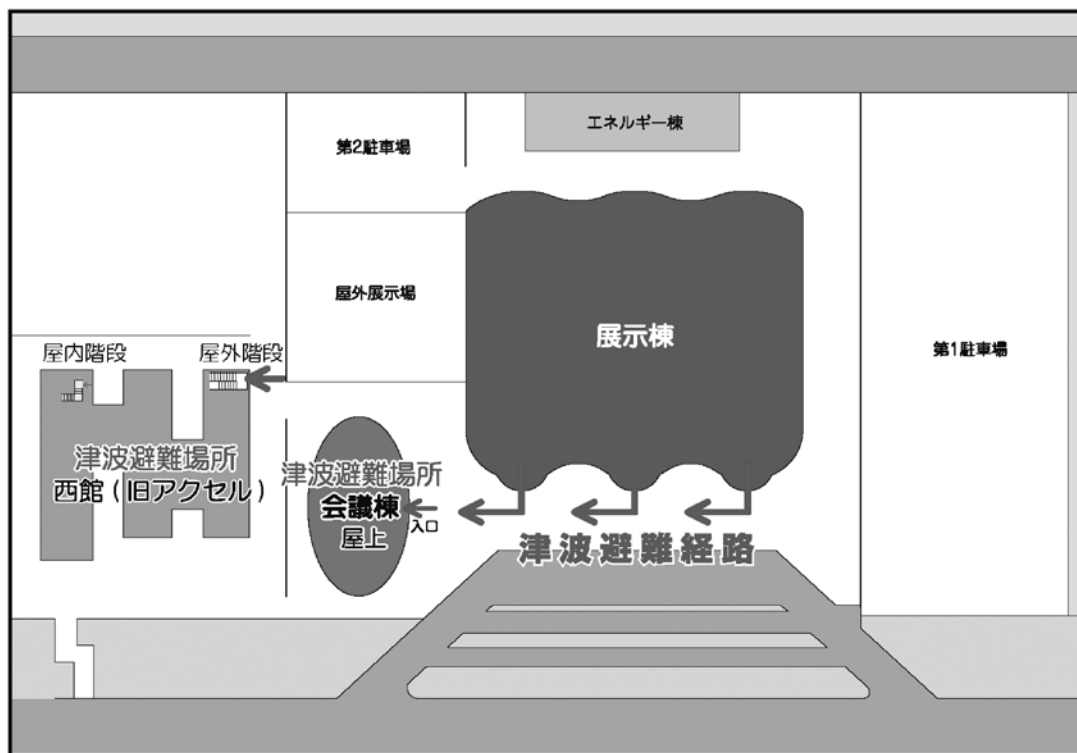 エネルギー棟
第2駐車場
屋外展示場
展示棟
第1駐車場
屋内階段
屋外階段
津波避難場所
西館(旧アクセル)
津波避難場所
会議棟
屋上
入口
津波避難経路